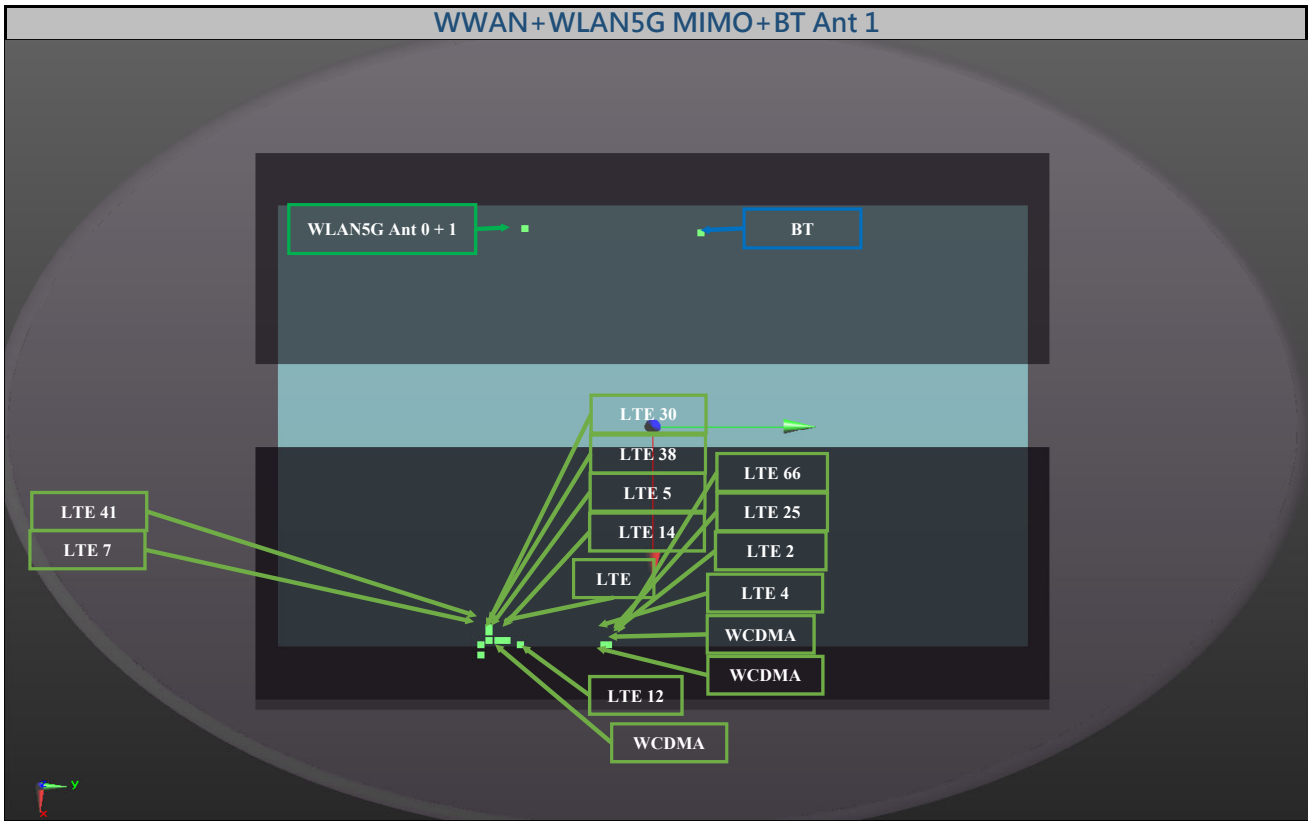 WWAN+WLAN5G MIMO+BT Ant 1
WLAN5G Ant 0 + 1
BT
LTE 30
LTE 38
LTE 66
LTE 5
LTE 41
LTE 25
LTE 14
LTE 7
LTE 2
LTE
LTE 4
WCDMA
WCDMA
LTE 12
WCDMA
Y
X